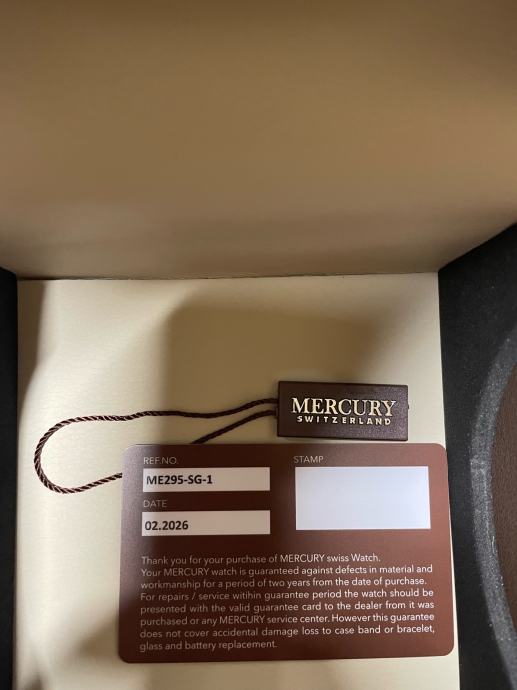 MERCURY
SWITZERLAND
REF.NO.
STAMP
ME295-SG-1
DATE
02.2026
Thank you for your purchase of MERCURY swiss Watch.
Your MERCURY watch is guaranteed against defects in material and
workmanship for a period of two years from the date of purchase.
For repairs / service witihin guarantee period the watch should be
presented with the valid guarantee card to the dealer from it was
purchased or any MERCURY service center. However this guarantee
does not cover accidental damage loss to case band or bracelet,
glass and battery replacement.